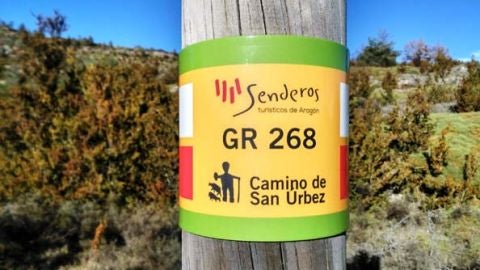 Senderos
turísticos de Aragón
GR 268
Camino de
San Urbez